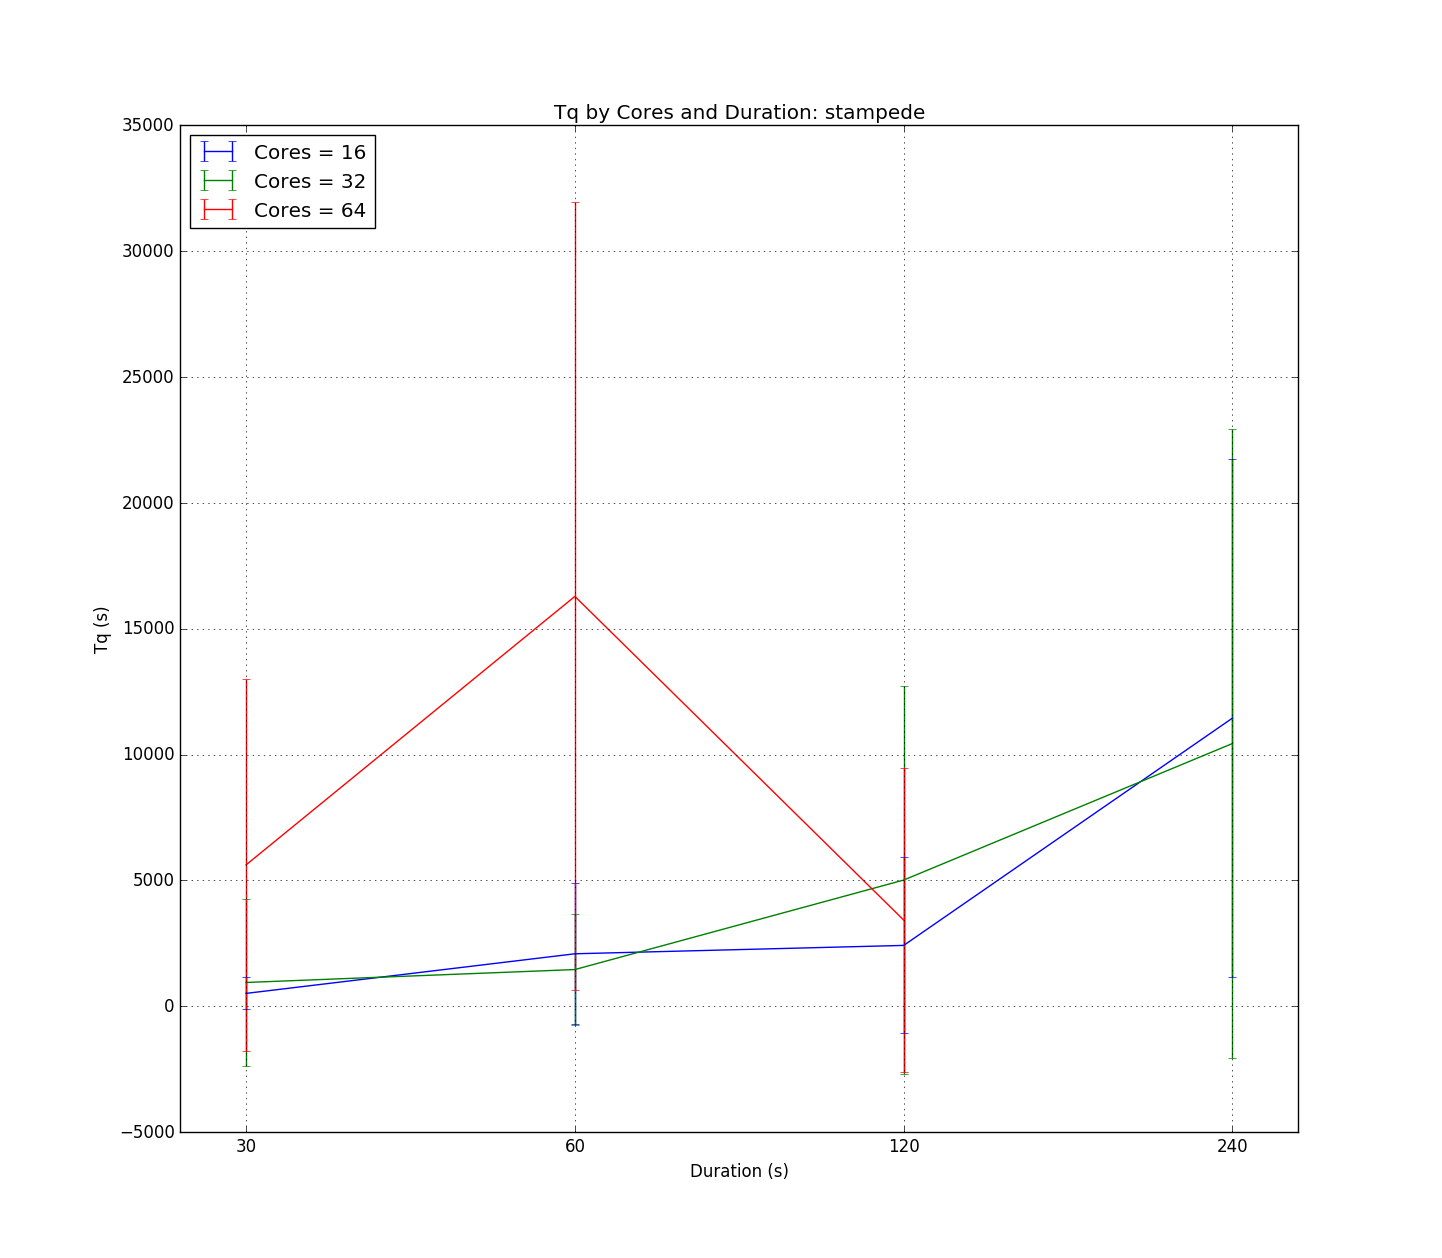 Tq by Cores and Duration: stampede
35000
30000
25000
20000
15000
10000
5000
0
−5000
Tq (s)
Cores = 16
Cores = 32
Cores = 64
30
60
120
240
Duration (s)